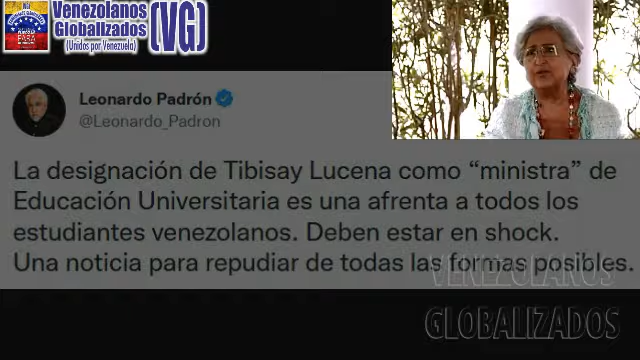 Venezolanos
Globalizados
(Unidos por Venezuela)
(VG)
Leonardo Padrón
@Leonardo_Padron
La designación de Tibisay Lucena como “ministra” de
Educación Universitaria es una afrenta a todos los
estudiantes venezolanos. Deben estar en shock.
Una noticia para repudiar de todas las formas posibles.
VENEZOLANOS
GLOBALIZADOS